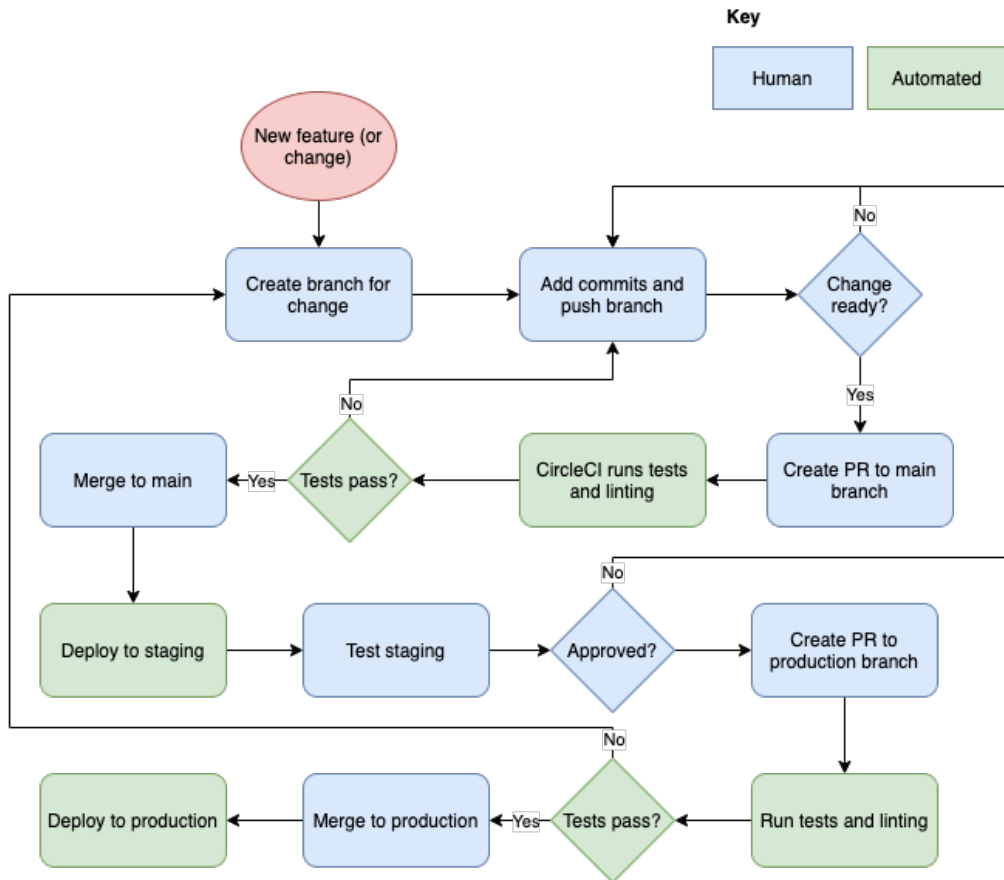 Key
Human
Automated
New feature (or
change)
No
Create branch for
change
Add commits and
push branch
Change
ready?
Yes
No
Merge to main
Yes
Tests pass?
CircleCI runs tests
and linting
Create PR to main
branch
No
Deploy to staging
Test staging
Approved?
Create PR to
production branch
No
Deploy to production
Merge to production
Yes
Tests pass?
Run tests and linting